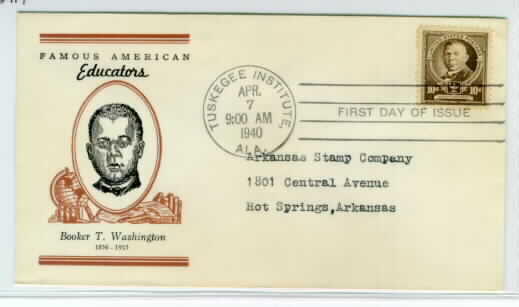 FAMOUS AMERICAN
Educators
Booker T. Washington
1856 - 1915
TUSKEGEE INSTITUTE,
APR.
7
9:00 AM
1940
ALA.
FIRST DAY OF ISSUE
10¢ 10¢
Arkansas Stamp Company
1801 Central Avenue
Hot Springs,Arkansas